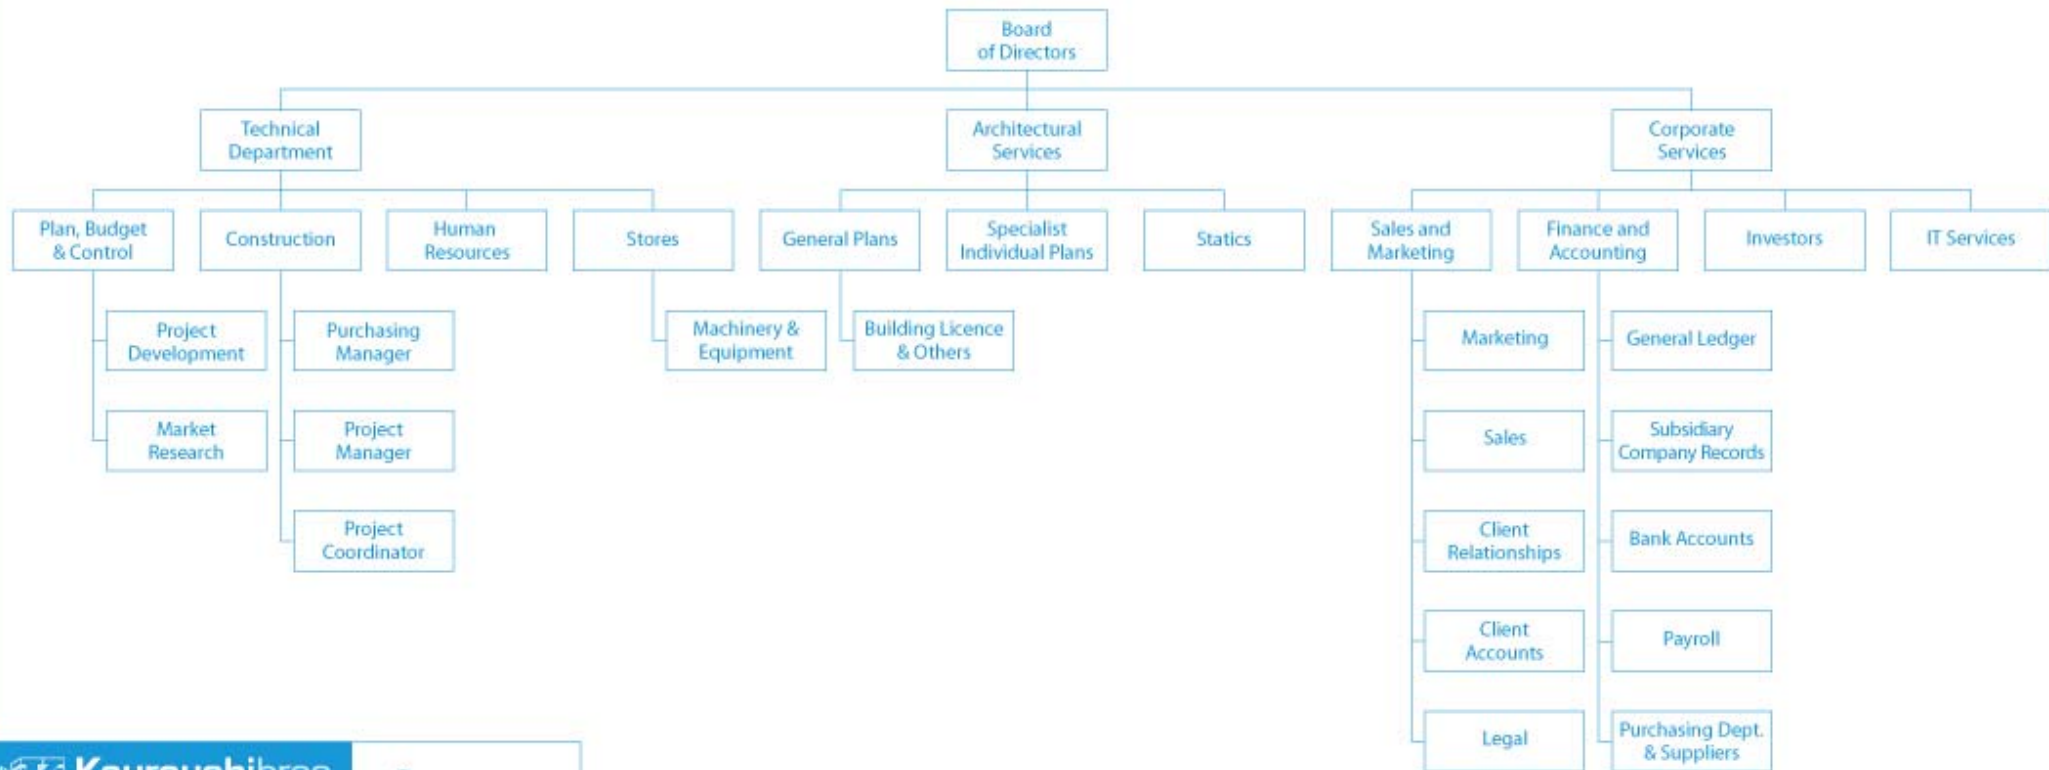 Board
of Directors
Technical
Department
Architectural
Services
Corporate
Services
Plan, Budget
& Control
Construction
Human
Resources
Stores
General Plans
Specialist
Individual Plans
Statics
Sales and
Marketing
Finance and
Accounting
Investors
IT Services
Project
Development
Purchasing
Manager
Machinery &
Equipment
Building Licence
& Others
Marketing
General Ledger
Market
Research
Project
Manager
Sales
Subsidiary
Company Records
Project
Coordinator
Client
Relationships
Bank Accounts
Client
Accounts
Payroll
Legal
Purchasing Dept.
& Suppliers